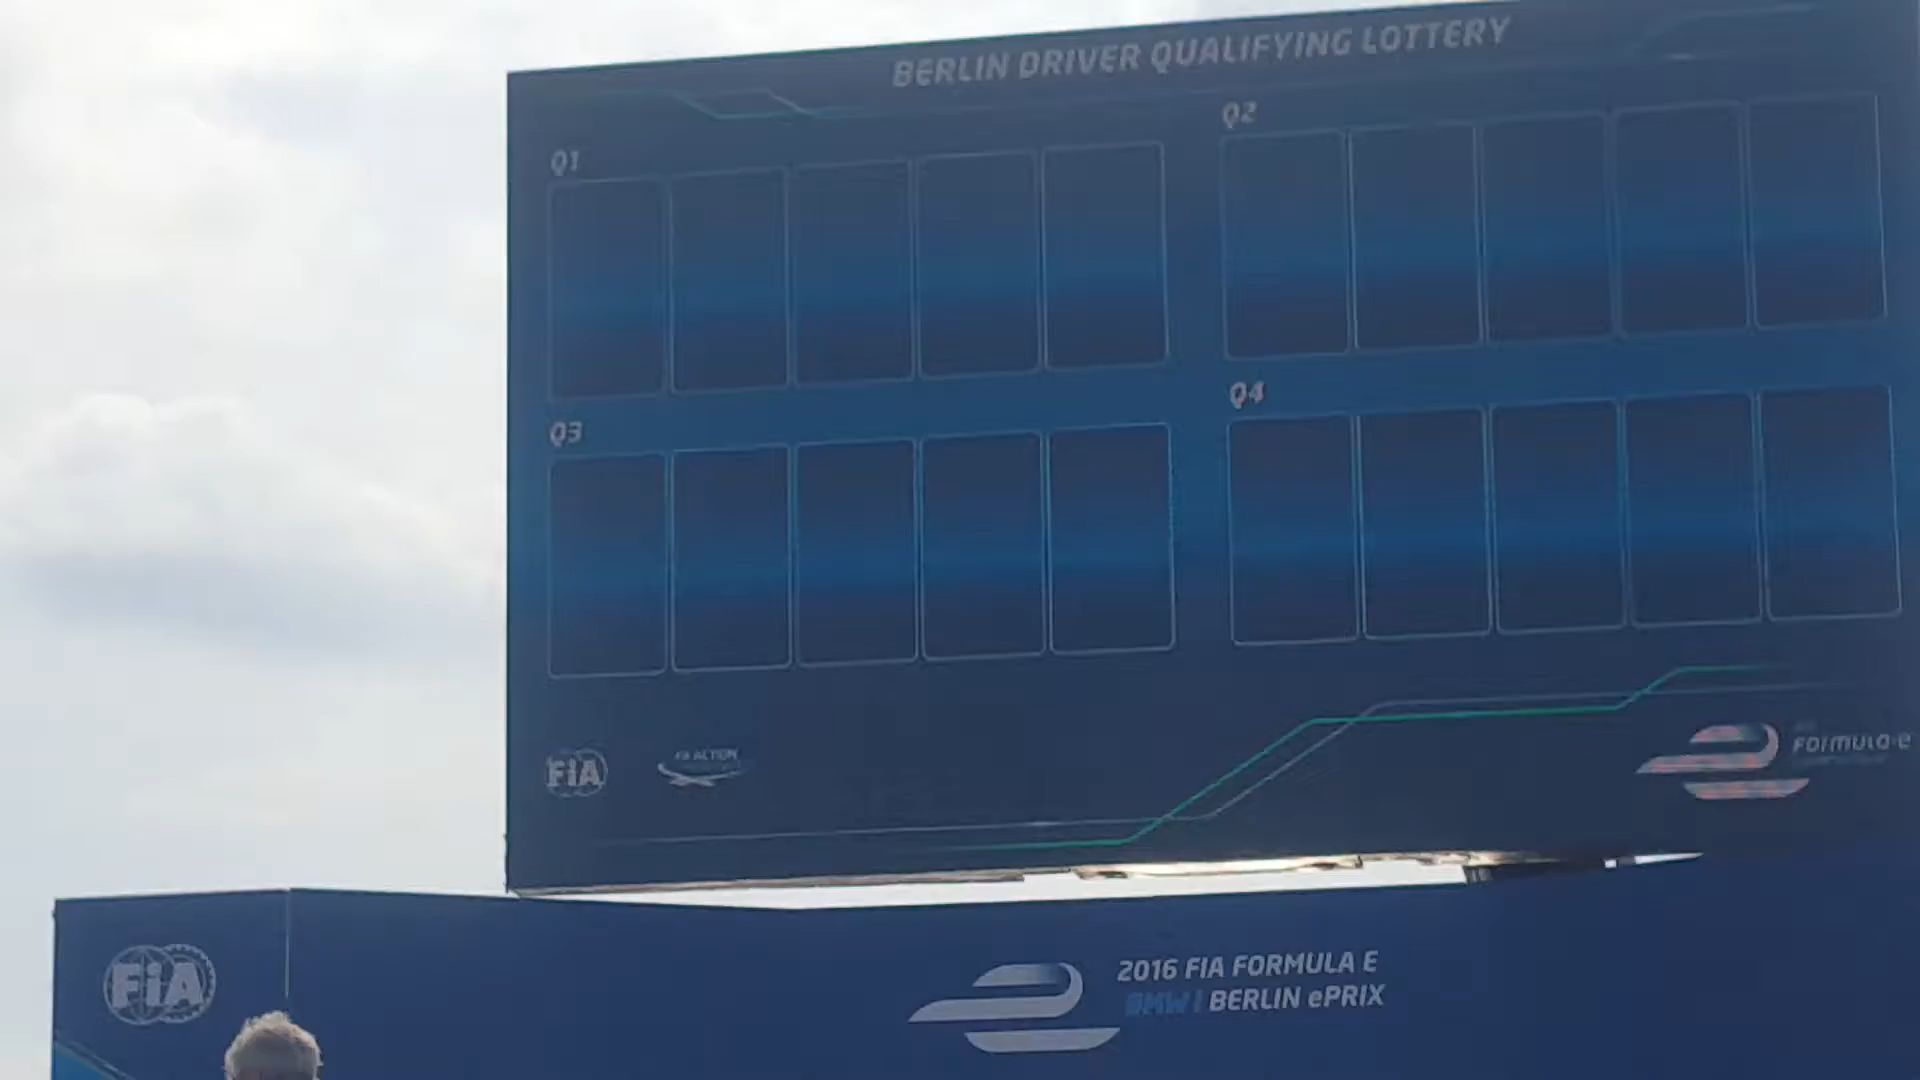 BERLIN DRIVER QUALIFYING LOTTERY
Q1
Q2
Q3
Q4
FIA
FIA ACTION
FORMULA-E
FIA
2016 FIA FORMULA E
BMW i BERLIN ePRIX